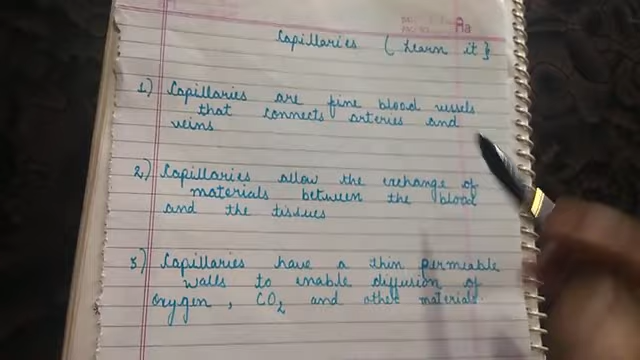 Capillaries (Learn it}
1) Capillaries are fine blood vessels
that connects arteries and
veins
2) Capillaries allow the exchange of
materials between the blood
and the tissues
3) Capillaries have a thin permeable
walls to enable diffusion of
oxygen, CO2 and other materials.